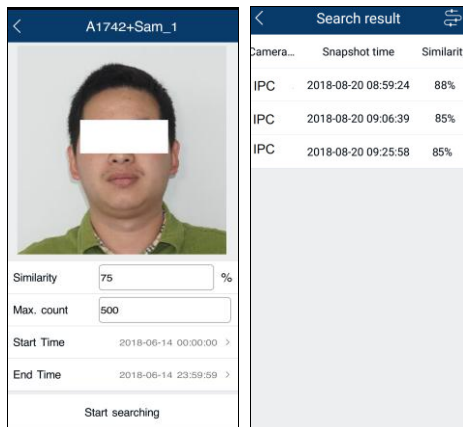 A1742+Sam_1
Similarity 75 %
Max. count 500
Start Time 2018-06-14 00:00:00 >
End Time 2018-06-14 23:59:59 >
Start searching
Search result
Camera... Snapshot time Similarit
IPC 2018-08-20 08:59:24 88%
IPC 2018-08-20 09:06:39 85%
IPC 2018-08-20 09:25:58 85%